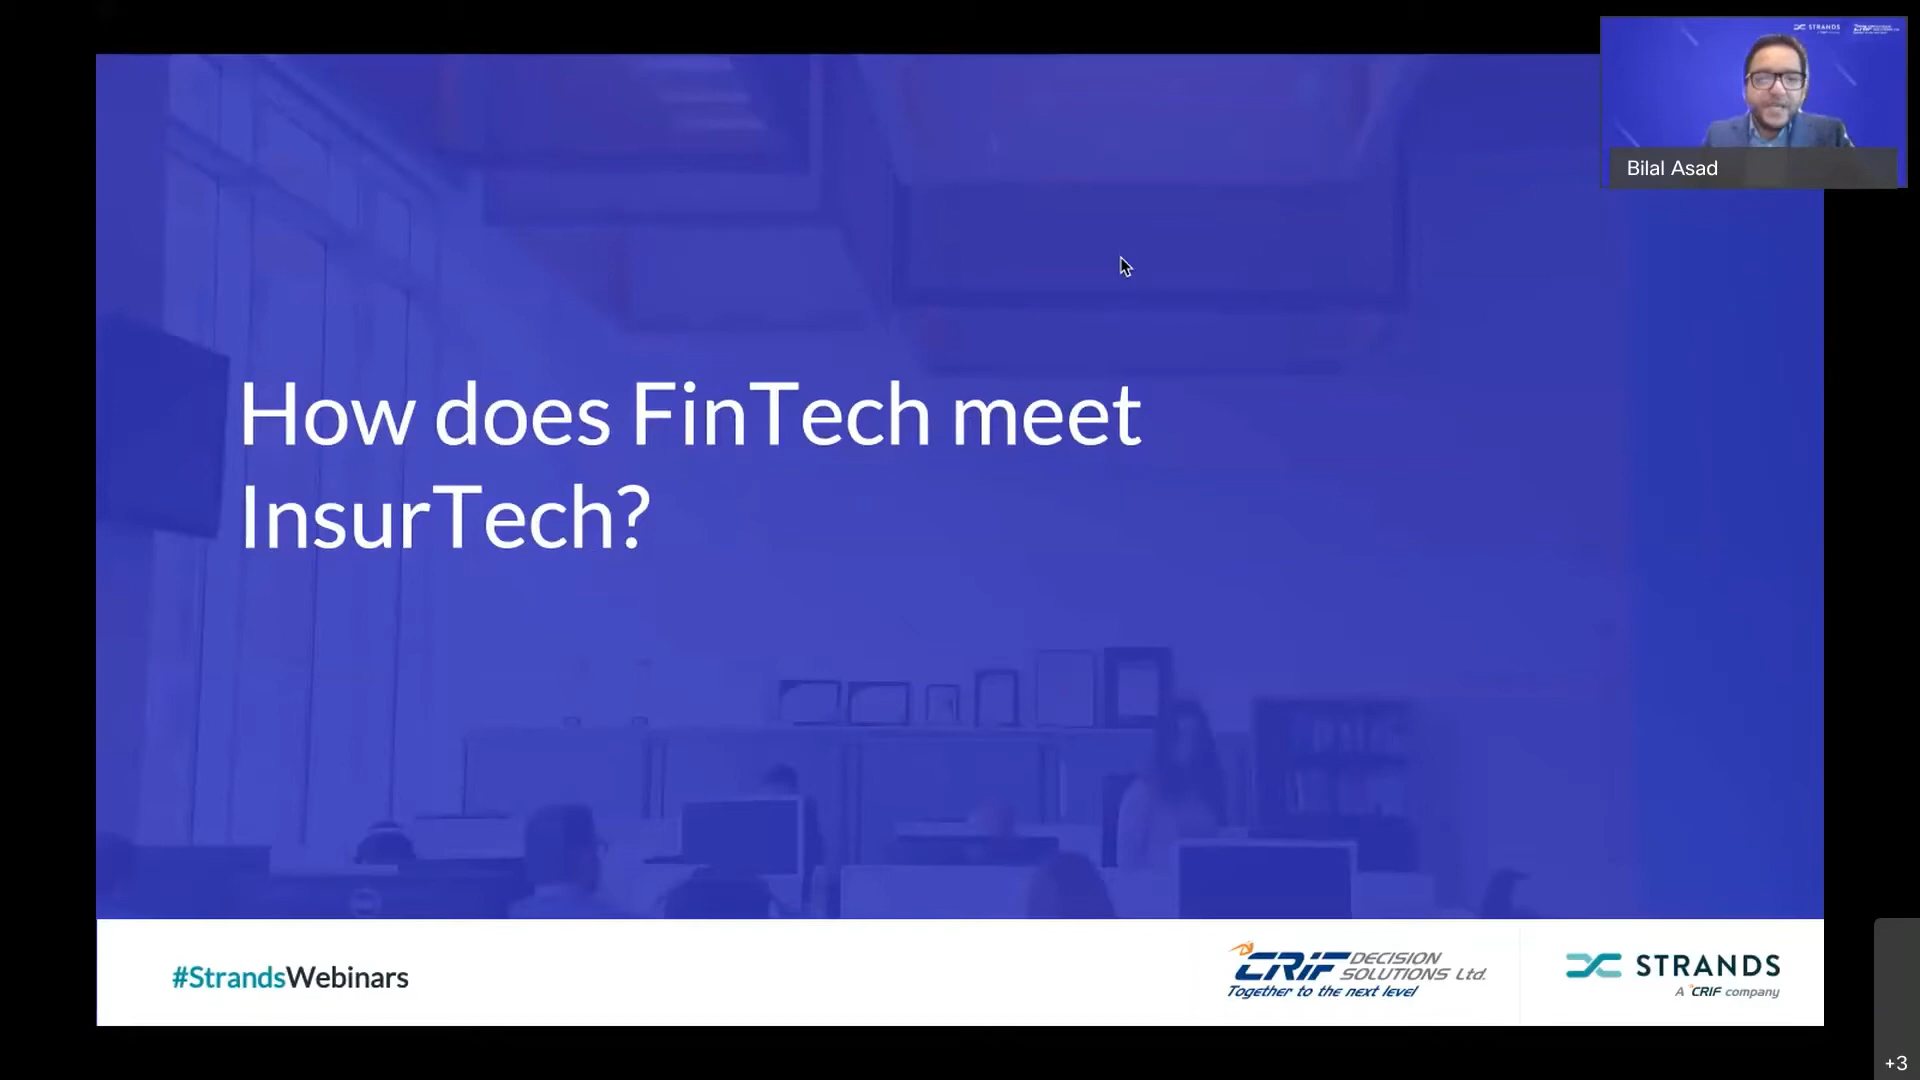 STRANDS
Bilal Asad
How does FinTech meet
InsurTech?
#StrandsWebinars
CRIF DECISION
SOLUTIONS Ltd.
Together to the next level
STRANDS
A CRIF company
+3